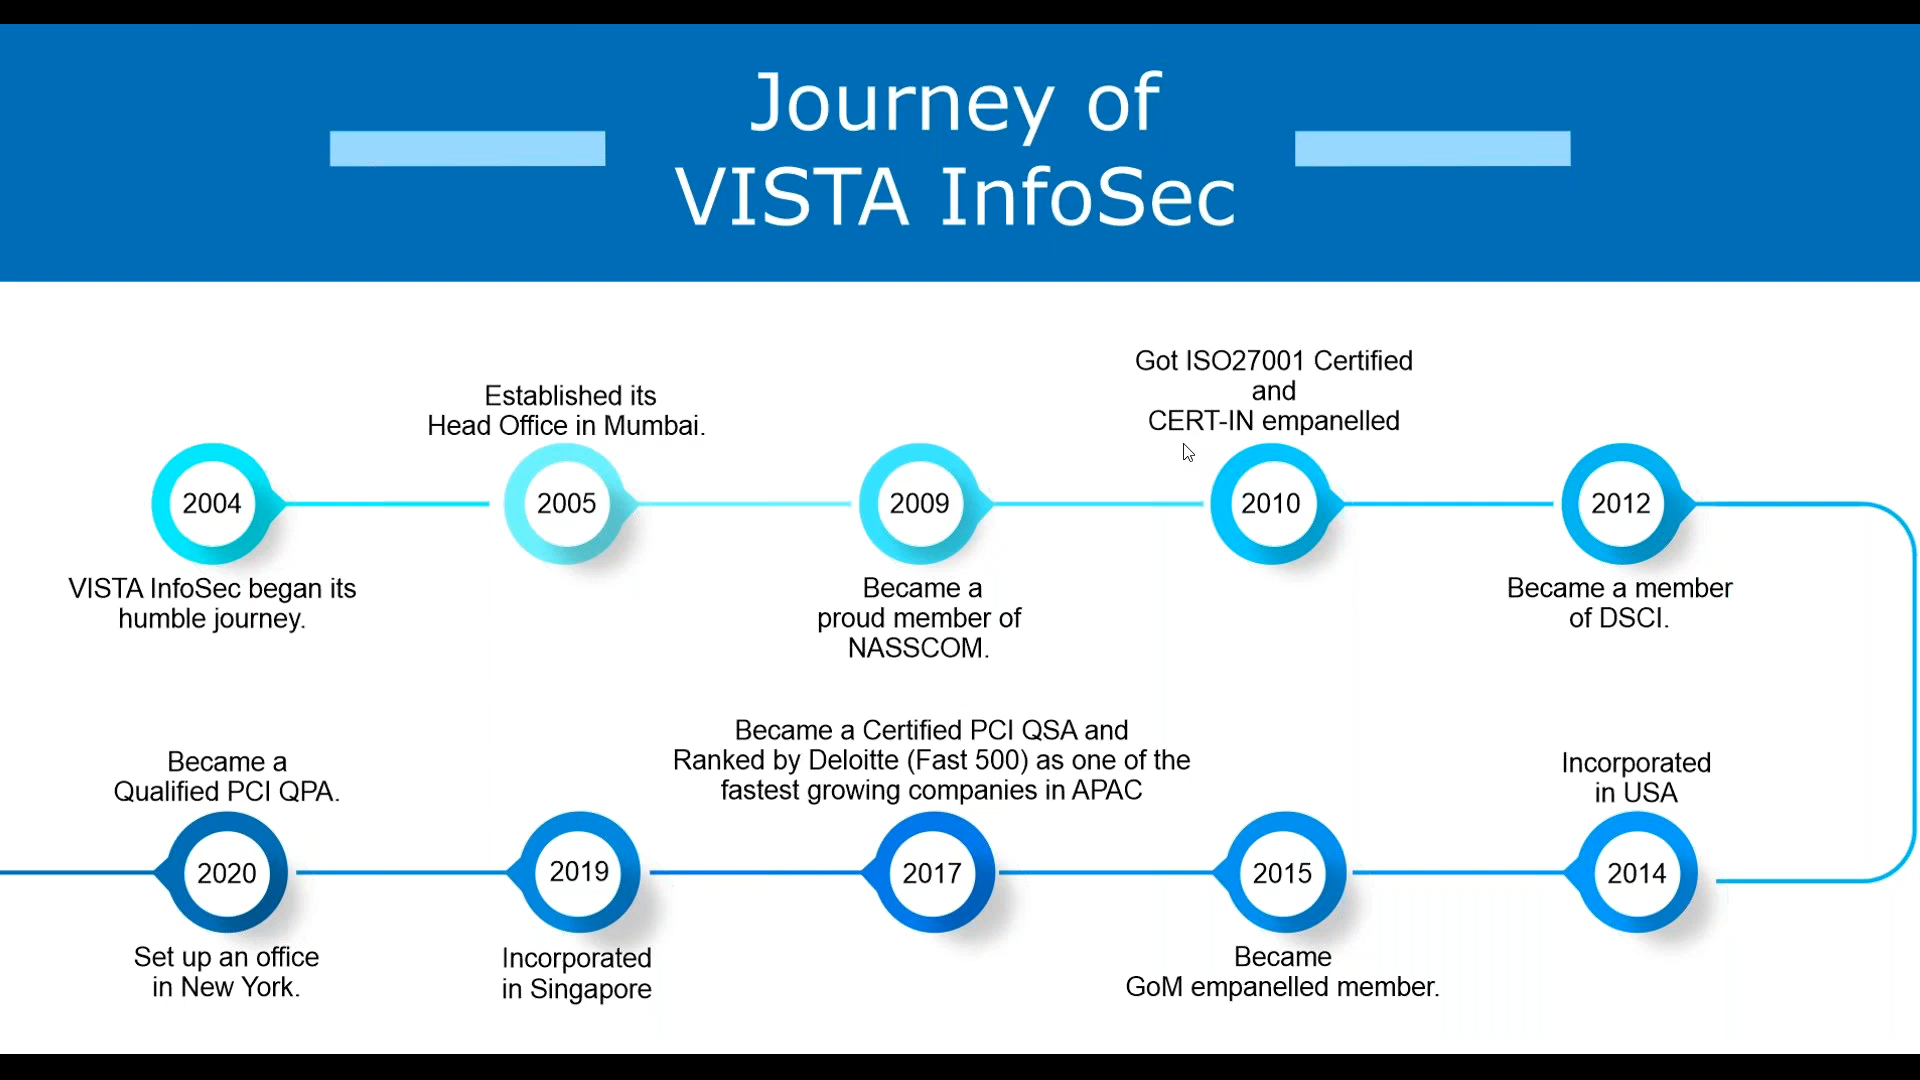 Journey of
VISTA InfoSec
2004
VISTA InfoSec began its
humble journey.
Established its
Head Office in Mumbai.
2005
2009
Became a
proud member of
NASSCOM.
Got ISO27001 Certified
and
CERT-IN empanelled
2010
2012
Became a member
of DSCI.
Incorporated
in USA
2014
2015
Became
GoM empanelled member.
Became a Certified PCI QSA and
Ranked by Deloitte (Fast 500) as one of the
fastest growing companies in APAC
2017
2019
Incorporated
in Singapore
Became a
Qualified PCI QPA.
2020
Set up an office
in New York.